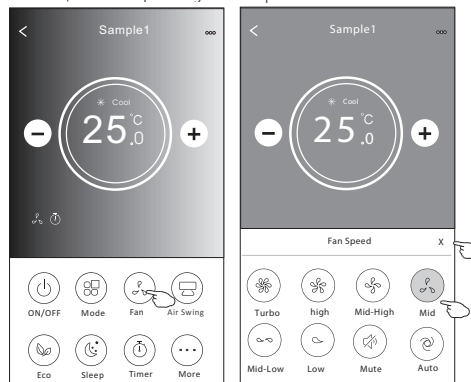 Sample1
Cool
25.0 °C
ON/OFF Mode Fan Air Swing
Eco Sleep Timer More
Sample1
Cool
25.0 °C
Fan Speed X
Turbo high Mid-High Mid
Mid-Low Low Mute Auto